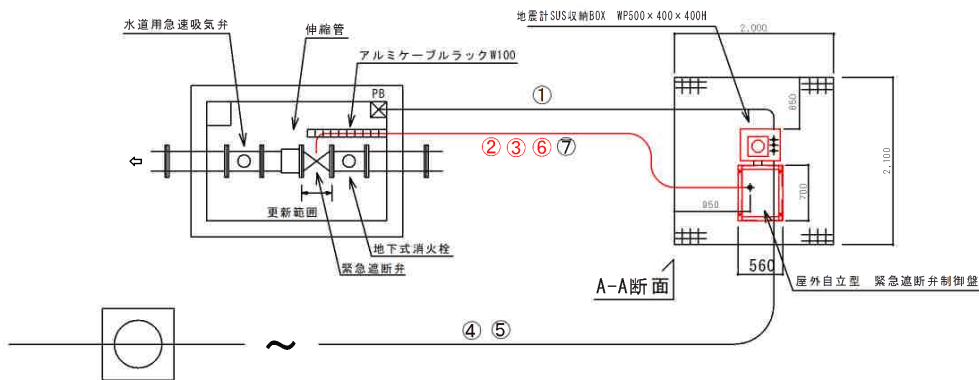 地震計SUS収納BOX WP500×400×400H
水道用急速吸気弁
伸縮管
2,000
アルミケーブルラックW100
PB
①
850
② ③ ⑥ ⑦
2,100
⇦
700
950
更新範囲
地下式消火栓
560
緊急遮断弁
A-A断面
屋外自立型 緊急遮断弁制御盤
④ ⑤
~